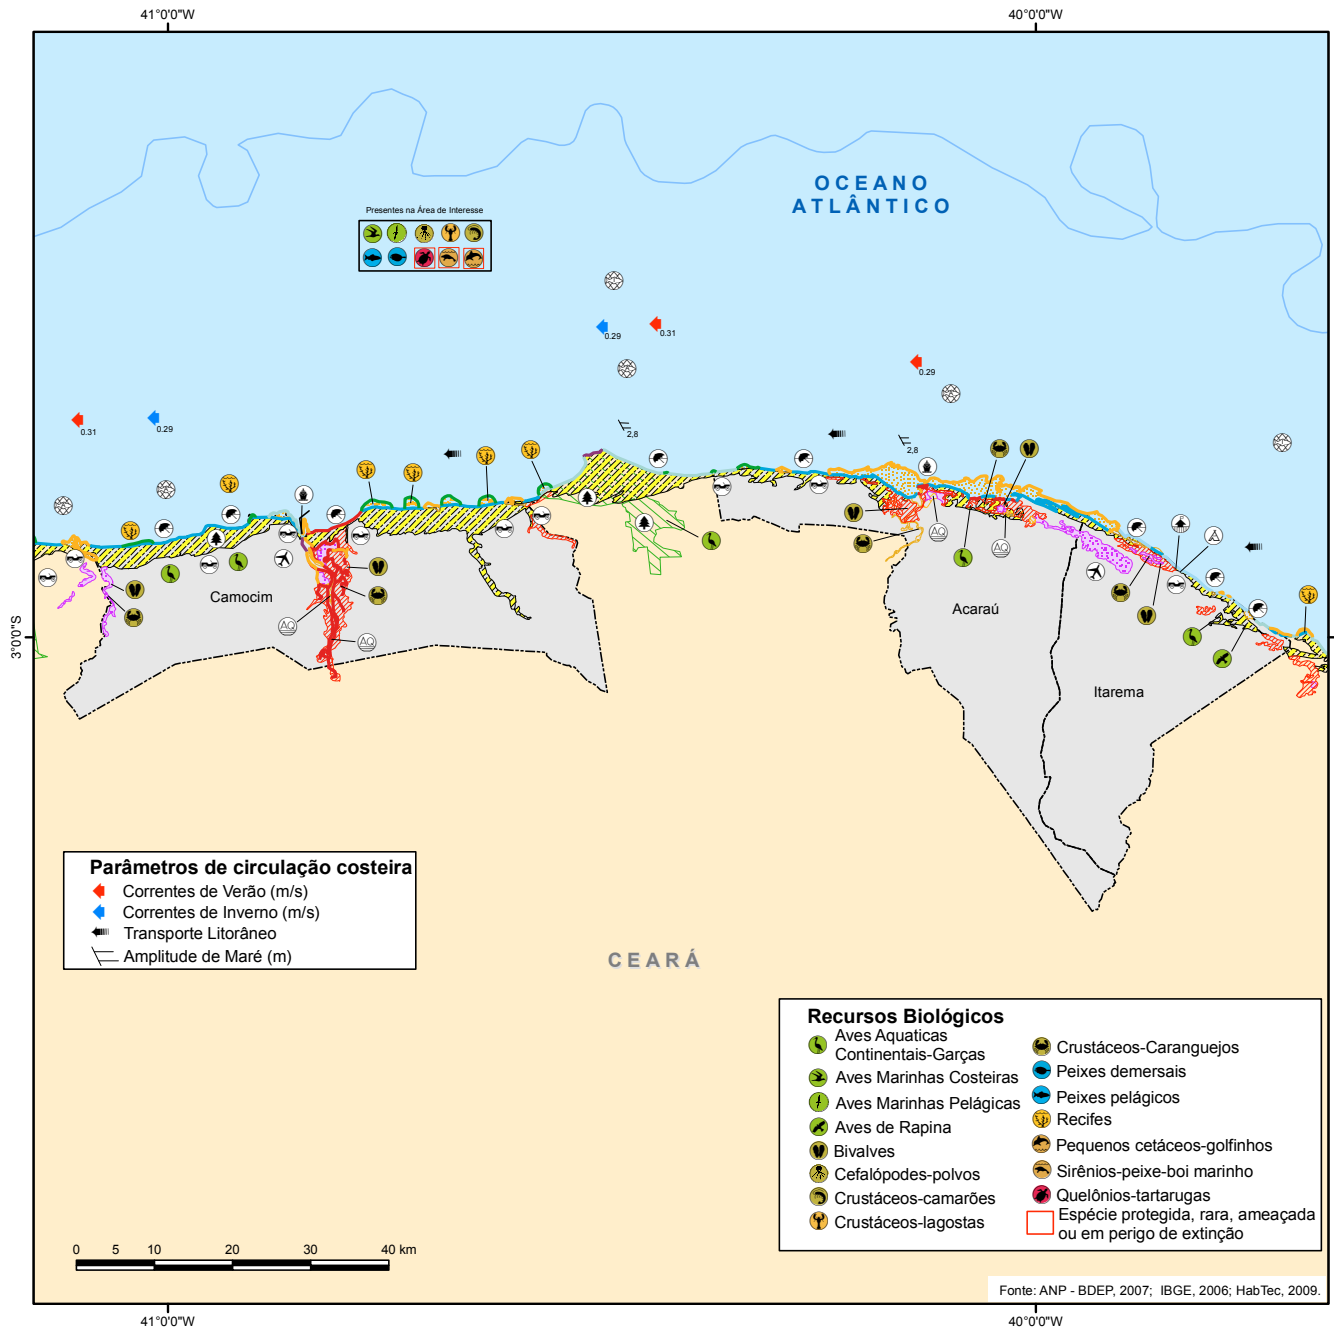 41°0'0"W
40°0'0"W
OCEANO
ATLÂNTICO
Presentes na Área de Interesse
0.29
0.31
0.29
0.31
0.29
2,8
2,8
Camocim
AQ
AQ
AQ
AQ
Acaraú
Itarema
3°0'0"S
Parâmetros de circulação costeira
Correntes de Verão (m/s)
Correntes de Inverno (m/s)
Transporte Litorâneo
Amplitude de Maré (m)
CEARÁ
Recursos Biológicos
Aves Aquaticas
Continentais-Garças
Aves Marinhas Costeiras
Aves Marinhas Pelágicas
Aves de Rapina
Bivalves
Cefalópodes-polvos
Crustáceos-camarões
Crustáceos-lagostas
Crustáceos-Caranguejos
Peixes demersais
Peixes pelágicos
Recifes
Pequenos cetáceos-golfinhos
Sirênios-peixe-boi marinho
Quelônios-tartarugas
Espécie protegida, rara, ameaçada
ou em perigo de extinção
0 5 10 20 30 40 km
Fonte: ANP - BDEP, 2007; IBGE, 2006; HabTec, 2009.
41°0'0"W
40°0'0"W